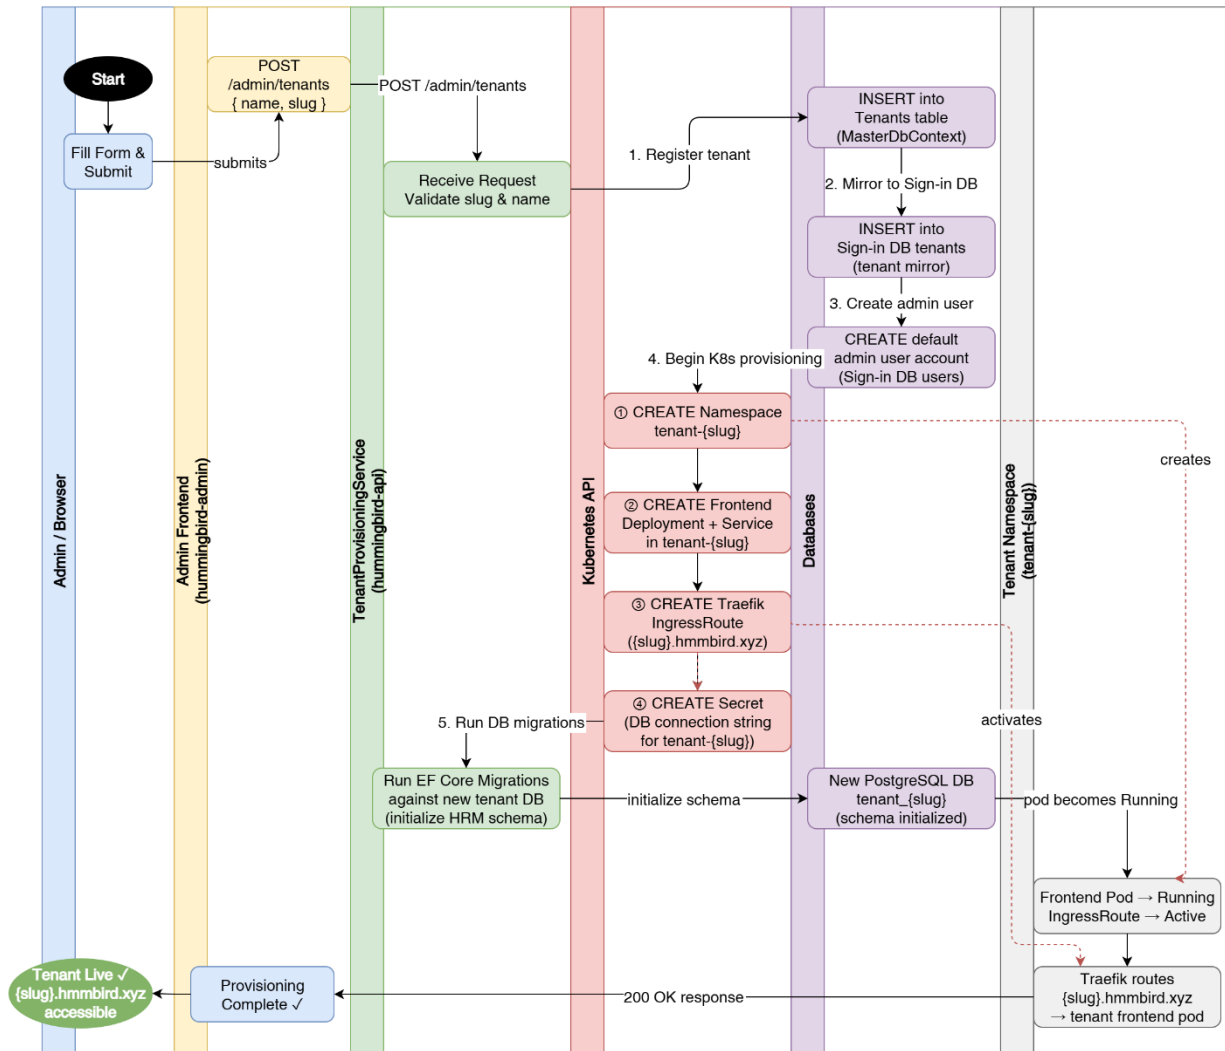 Start
Fill Form &
Submit
submits
POST
/admin/tenants
{ name, slug }
POST /admin/tenants
Receive Request
Validate slug & name
1. Register tenant
INSERT into
Tenants table
(MasterDbContext)
2. Mirror to Sign-in DB
INSERT into
Sign-in DB tenants
(tenant mirror)
3. Create admin user
CREATE default
admin user account
(Sign-in DB users)
4. Begin K8s provisioning
① CREATE Namespace
tenant-{slug}
creates
② CREATE Frontend
Deployment + Service
in tenant-{slug}
③ CREATE Traefik
IngressRoute
({slug}.hmmbird.xyz)
activates
④ CREATE Secret
(DB connection string
for tenant-{slug})
5. Run DB migrations
Run EF Core Migrations
against new tenant DB
(initialize HRM schema)
initialize schema
New PostgreSQL DB
tenant_{slug}
(schema initialized)
pod becomes Running
Frontend Pod → Running
IngressRoute → Active
Traefik routes
{slug}.hmmbird.xyz
→ tenant frontend pod
200 OK response
Provisioning
Complete ✓
Tenant Live ✓
{slug}.hmmbird.xyz
accessible
Admin / Browser
Admin Frontend
(hummingbird-admin)
TenantProvisioningService
(hummingbird-api)
Kubernetes API
Databases
Tenant Namespace
(tenant-{slug})